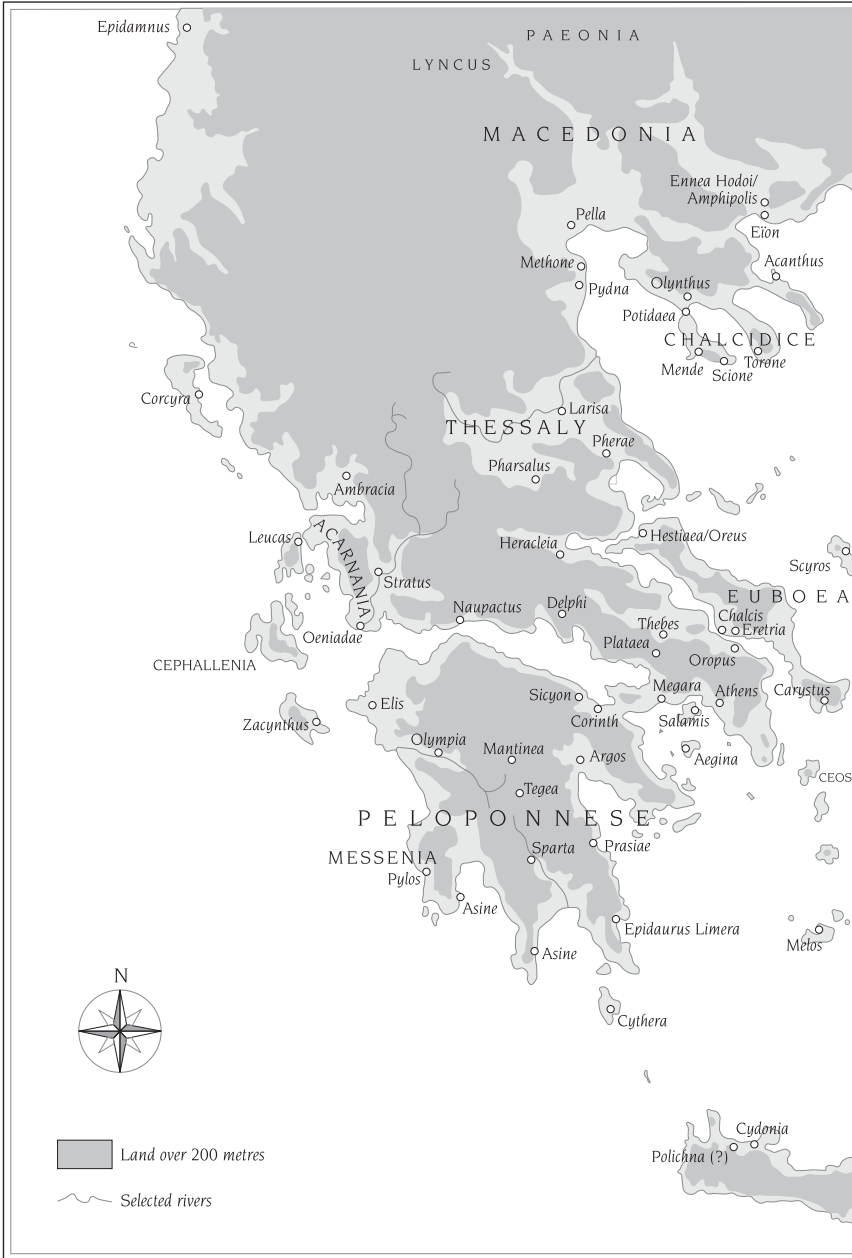 Epidamnus
PAEONIA
LYNCUS
MACEDONIA
Ennea Hodoi/
Amphipolis
Pella
Eïon
Methone
Acanthus
Pydna
Olynthus
Potidaea
CHALCIDICE
Mende
Scione
Torone
Corcyra
Larisa
THESSALY
Pherae
Pharsalus
Ambracia
Leucas
ACARNANIA
Heracleia
Hestiaea/Oreus
Scyros
Stratus
EUBOEA
Naupactus
Delphi
Chalcis
Thebes
Eretria
Oeniadae
Plataea
Oropus
CEPHALLENIA
Sicyon
Megara
Athens
Carystus
Elis
Zacynthus
Corinth
Salamis
Olympia
Mantinea
Argos
Aegina
CEOS
Tegea
PELOPONNESE
MESSENIA
Sparta
Prasiae
Pylos
Asine
Epidaurus Limera
Melos
Asine
N
Cythera
Cydonia
Polichna (?)
Land over 200 metres
Selected rivers